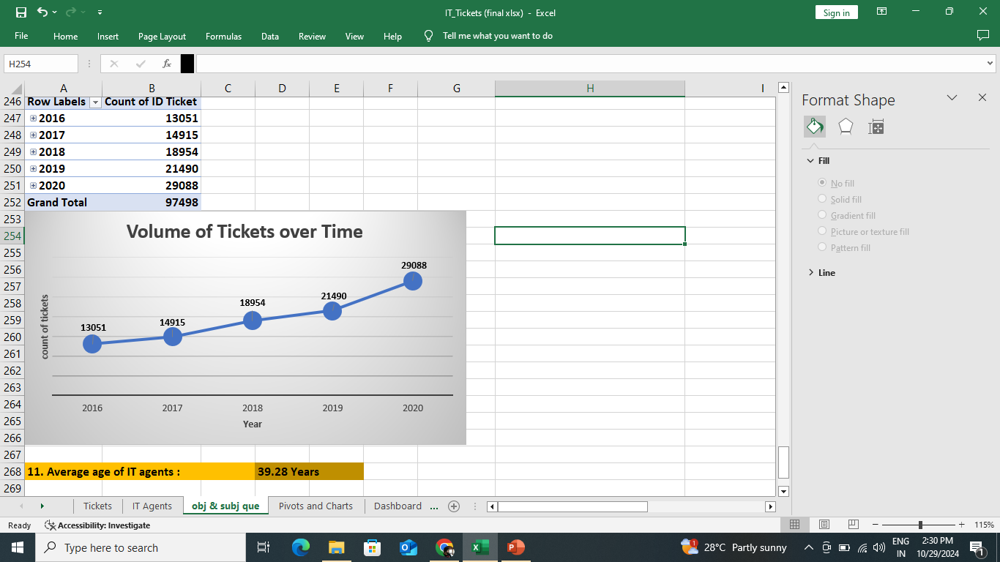 IT_Tickets (final xlsx) - Excel
Sign in
File Home Insert Page Layout Formulas Data Review View Help Tell me what you want to do
H254
fx
A B C D E F G H I
246 Row Labels Count of ID Ticket
247 2016 13051
248 2017 14915
249 2018 18954
250 2019 21490
251 2020 29088
252 Grand Total 97498
253
254
255
256
257
258
259
260
261
262
263
264
265
266
267
268 11. Average age of IT agents : 39.28 Years
269
Volume of Tickets over Time
count of tickets
13051
14915
18954
21490
29088
2016 2017 2018 2019 2020
Year
Format Shape
Fill
No fill
Solid fill
Gradient fill
Picture or texture fill
Pattern fill
Line
Tickets IT Agents obj & subj que Pivots and Charts Dashboard ...
Ready Accessibility: Investigate 115%
Type here to search
28°C Partly sunny
ENG
IN
2:30 PM
10/29/2024
1
1